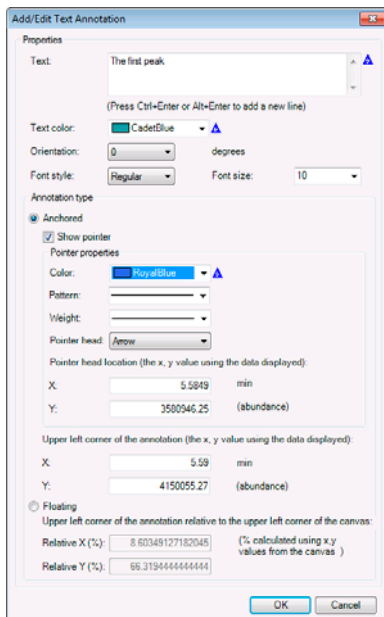 Add/Edit Text Annotation
Properties
Text: The first peak
(Press Ctrl+Enter or Alt+Enter to add a new line)
Text color: CadetBlue
Orientation: 0 degrees
Font style: Regular Font size: 10
Annotation type
Anchored
Show pointer
Pointer properties
Color: RoyalBlue
Pattern:
Weight:
Pointer head: Arrow
Pointer head location (the x, y value using the data displayed):
X: 5.5849 min
Y: 3580946.25 (abundance)
Upper left corner of the annotation (the x, y value using the data displayed):
X: 5.59 min
Y: 4150055.27 (abundance)
Floating
Upper left corner of the annotation relative to the upper left corner of the canvas:
Relative X (%): 8.60349127182045 (% calculated using x,y
values from the canvas )
Relative Y (%): 66.3194444444444
OK Cancel